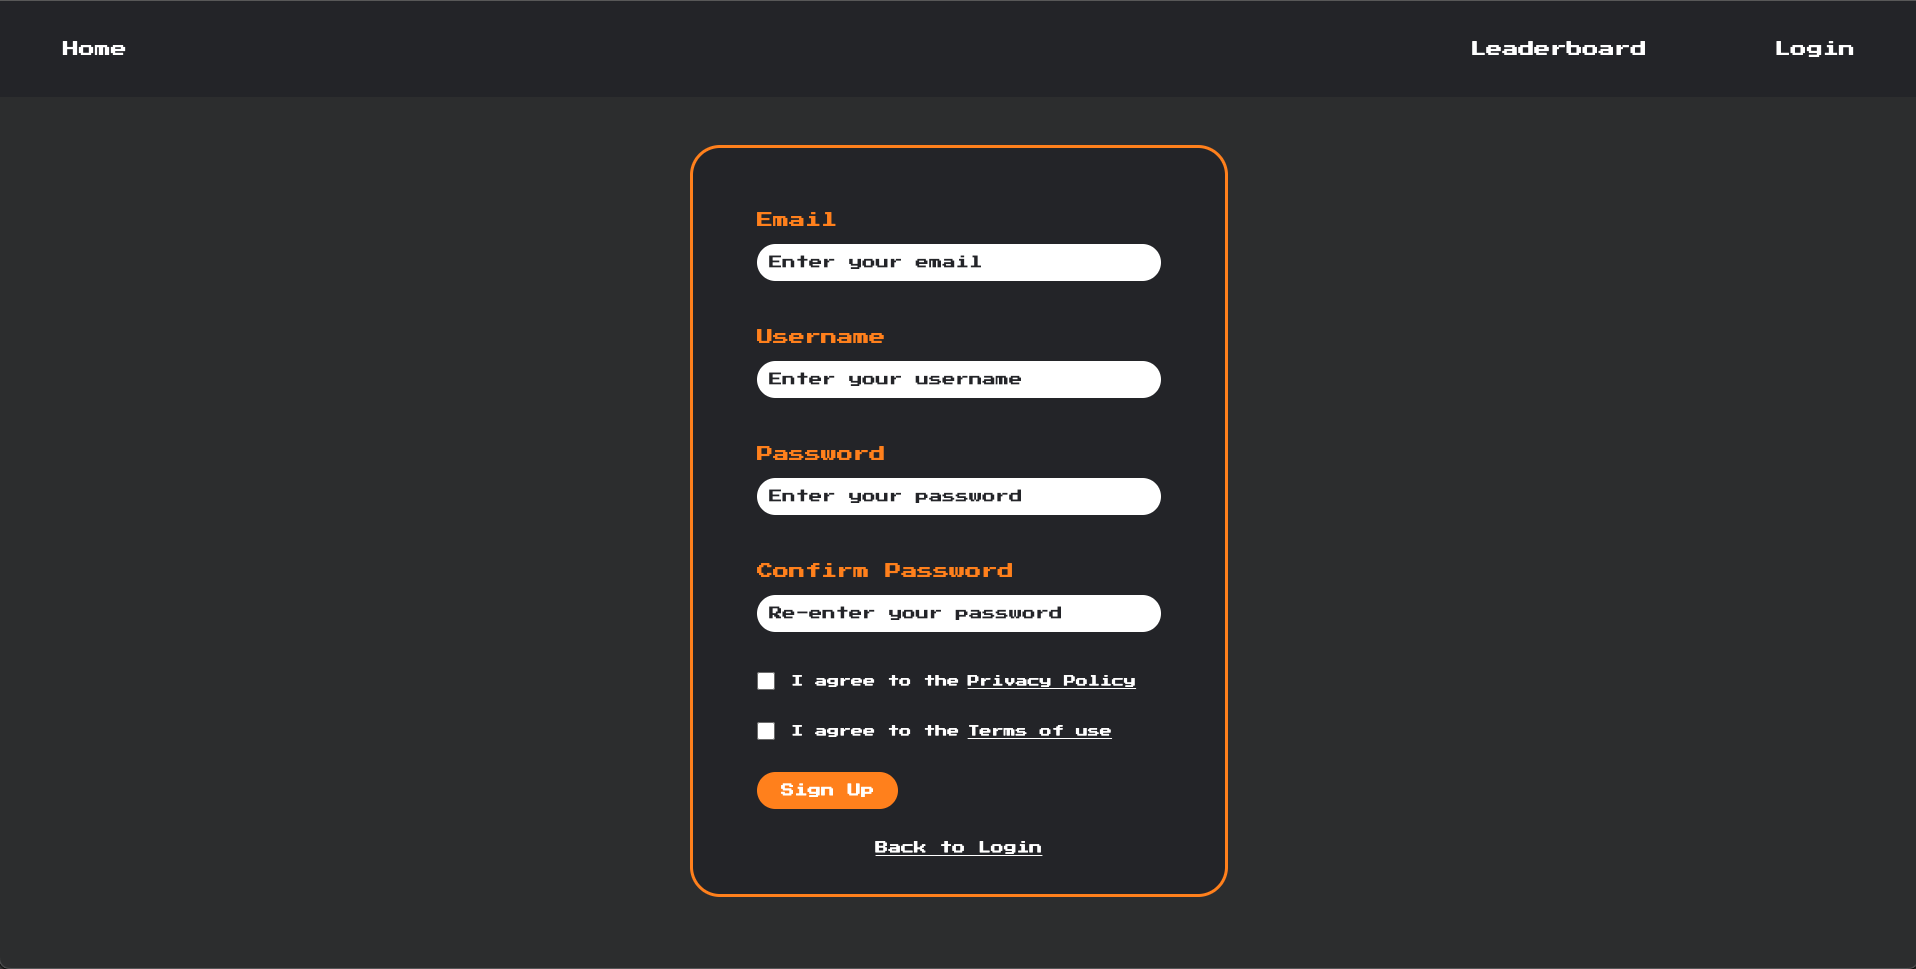 Home Leaderboard Login
Email
Enter your email
Username
Enter your username
Password
Enter your password
Confirm Password
Re-enter your password
I agree to the Privacy Policy
I agree to the Terms of use
Sign Up
Back to Login